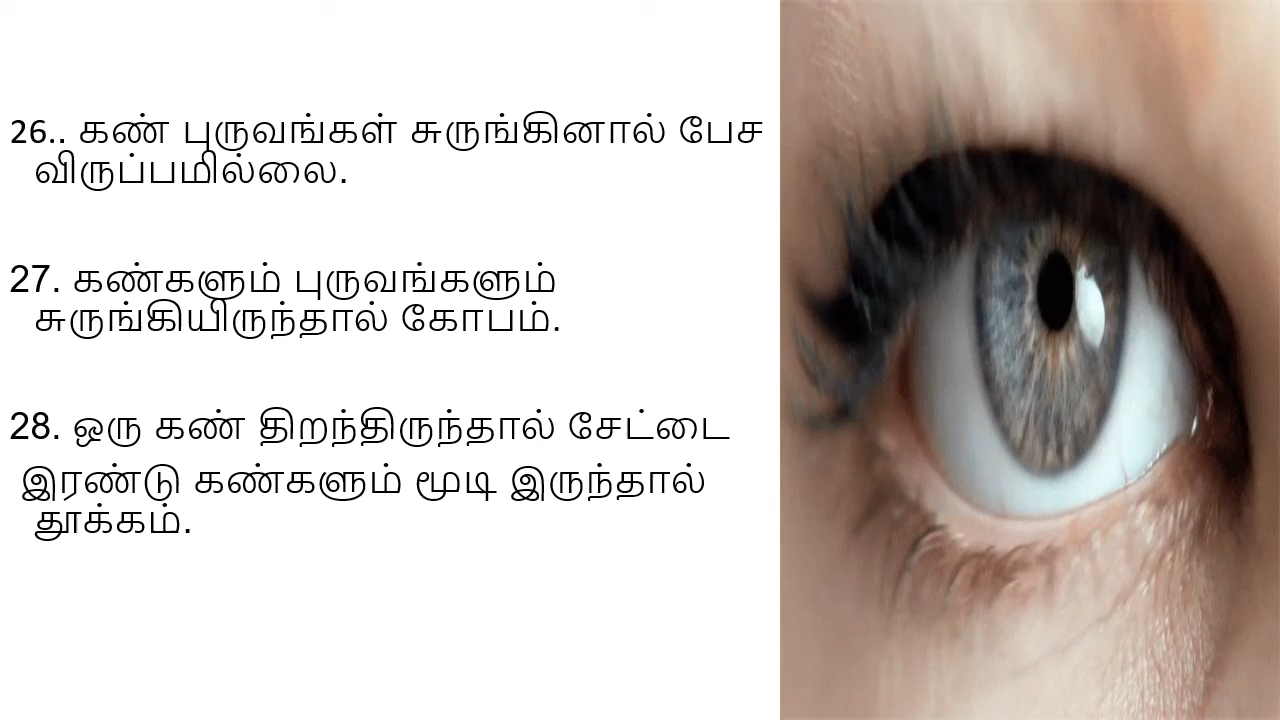 26.. கண் புருவங்கள் சுருங்கினால் பேச
விருப்பமில்லை.
27. கண்களும் புருவங்களும்
சுருங்கியிருந்தால் கோபம்.
28. ஒரு கண் திறந்திருந்தால் சேட்டை
இரண்டு கண்களும் மூடி இருந்தால்
தூக்கம்.